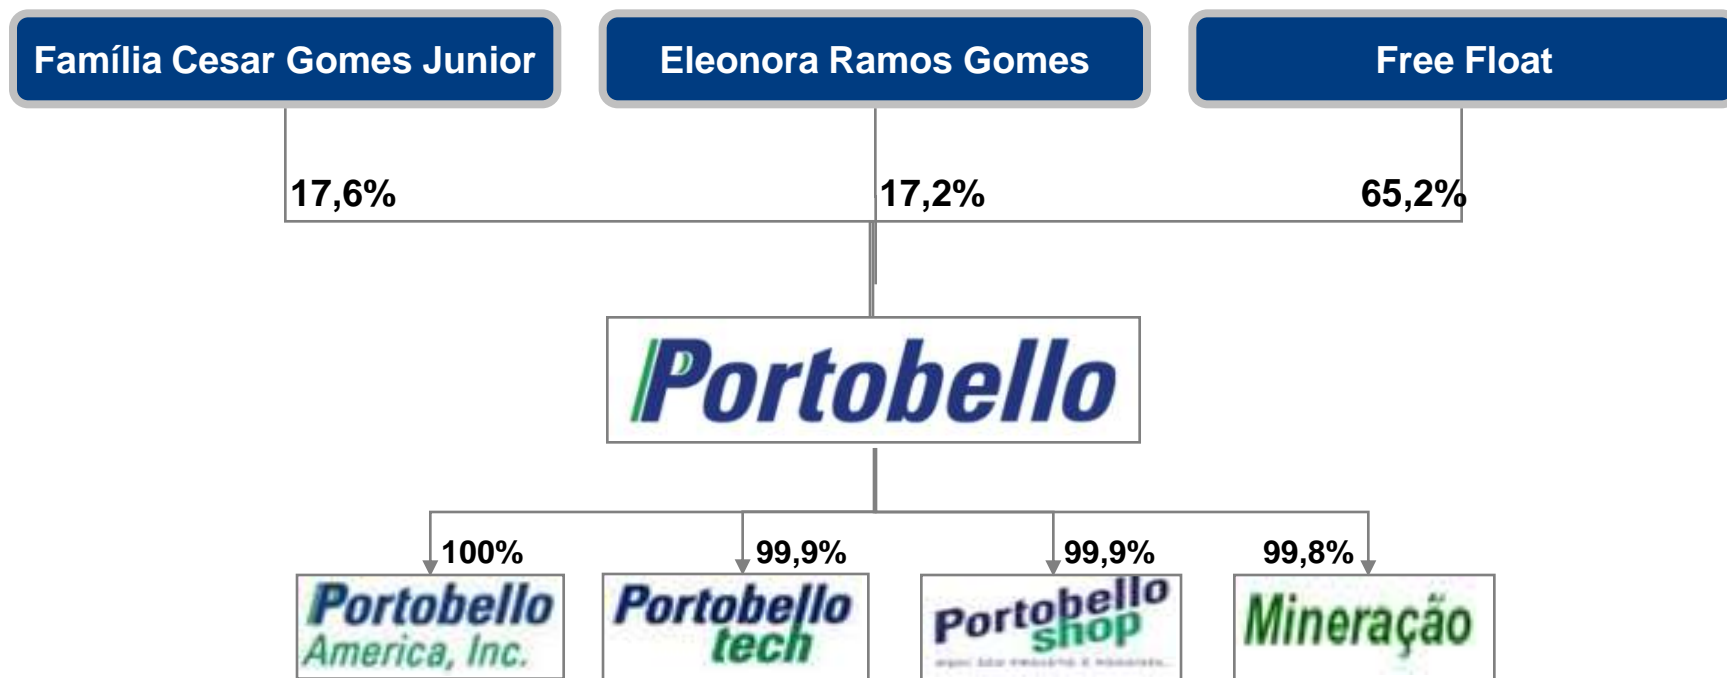 Família Cesar Gomes Junior
Eleonora Ramos Gomes
Free Float
17,6%
17,2%
65,2%
Portobello
100%
99,9%
99,9%
99,8%
Portobello
America, Inc.
Portobello
tech
Portobello
shop
Mineração